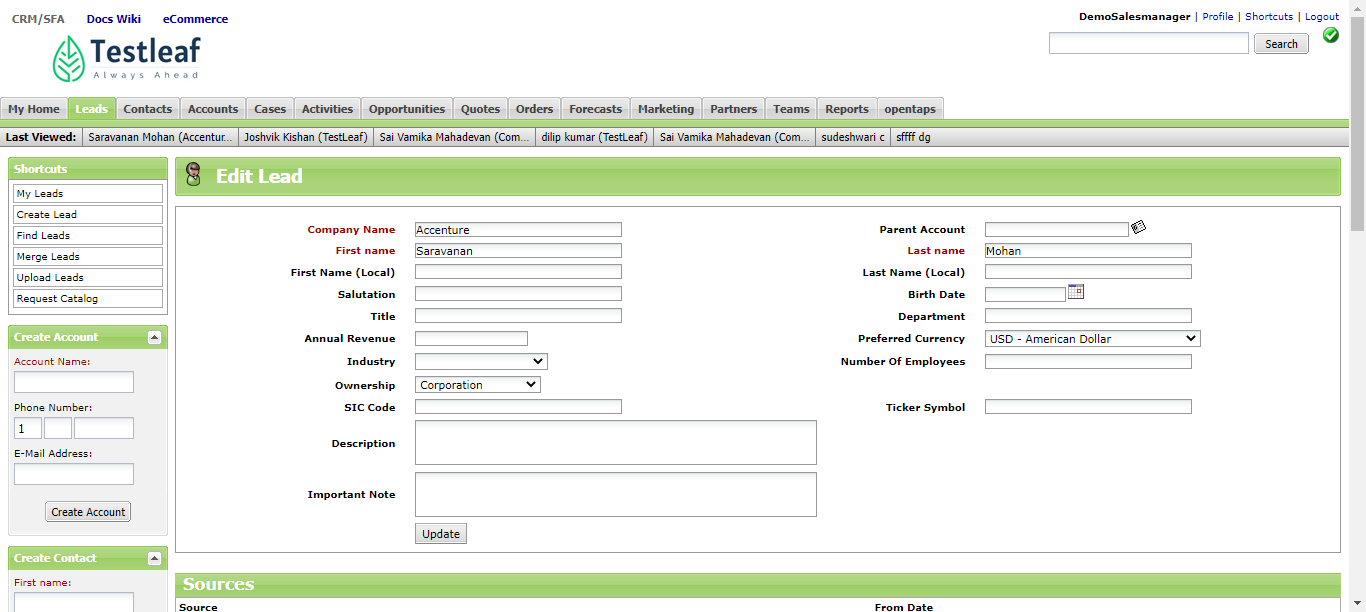 CRM/SFA Docs Wiki eCommerce
DemoSalesmanager | Profile | Shortcuts | Logout
Search
Testleaf
Always Ahead
My Home Leads Contacts Accounts Cases Activities Opportunities Quotes Orders Forecasts Marketing Partners Teams Reports opentaps
Last Viewed: Saravanan Mohan (Accentur... Joshvik Kishan (TestLeaf) Sai Vamika Mahadevan (Com... dilip kumar (TestLeaf) Sai Vamika Mahadevan (Com... sudeshwari c sffff dg
Shortcuts
My Leads
Create Lead
Find Leads
Merge Leads
Upload Leads
Request Catalog
Create Account
Account Name:
Phone Number:
1
E-Mail Address:
Create Account
Create Contact
First name:
Edit Lead
Company Name Accenture Parent Account
First name Saravanan Last name Mohan
First Name (Local) Last Name (Local)
Salutation Birth Date
Title Department
Annual Revenue Preferred Currency USD - American Dollar
Industry Number Of Employees
Ownership Corporation
SIC Code Ticker Symbol
Description
Important Note
Update
Sources
Source From Date